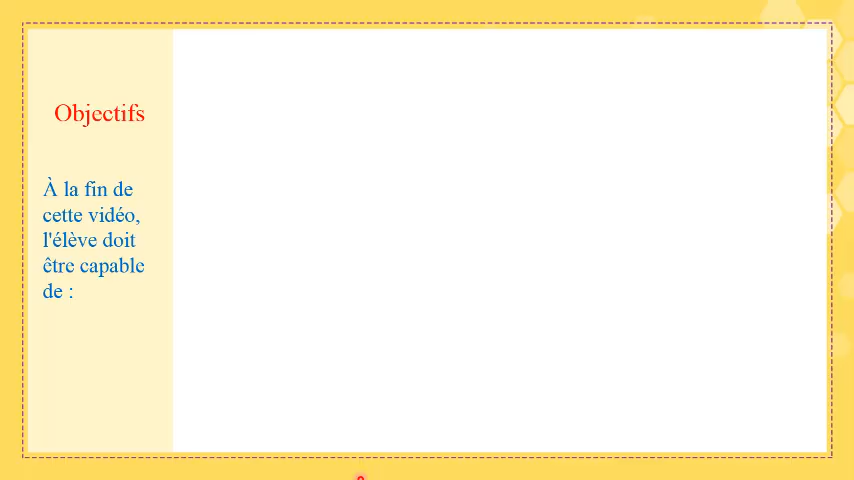 Objectifs
À la fin de
cette vidéo,
l'élève doit
être capable
de :